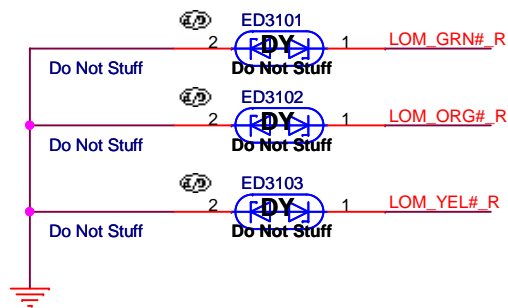 ED3101
2 DY 1 LOM_GRN#_R
Do Not Stuff Do Not Stuff
ED3102
2 DY 1 LOM_ORG#_R
Do Not Stuff Do Not Stuff
ED3103
2 DY 1 LOM_YEL#_R
Do Not Stuff Do Not Stuff